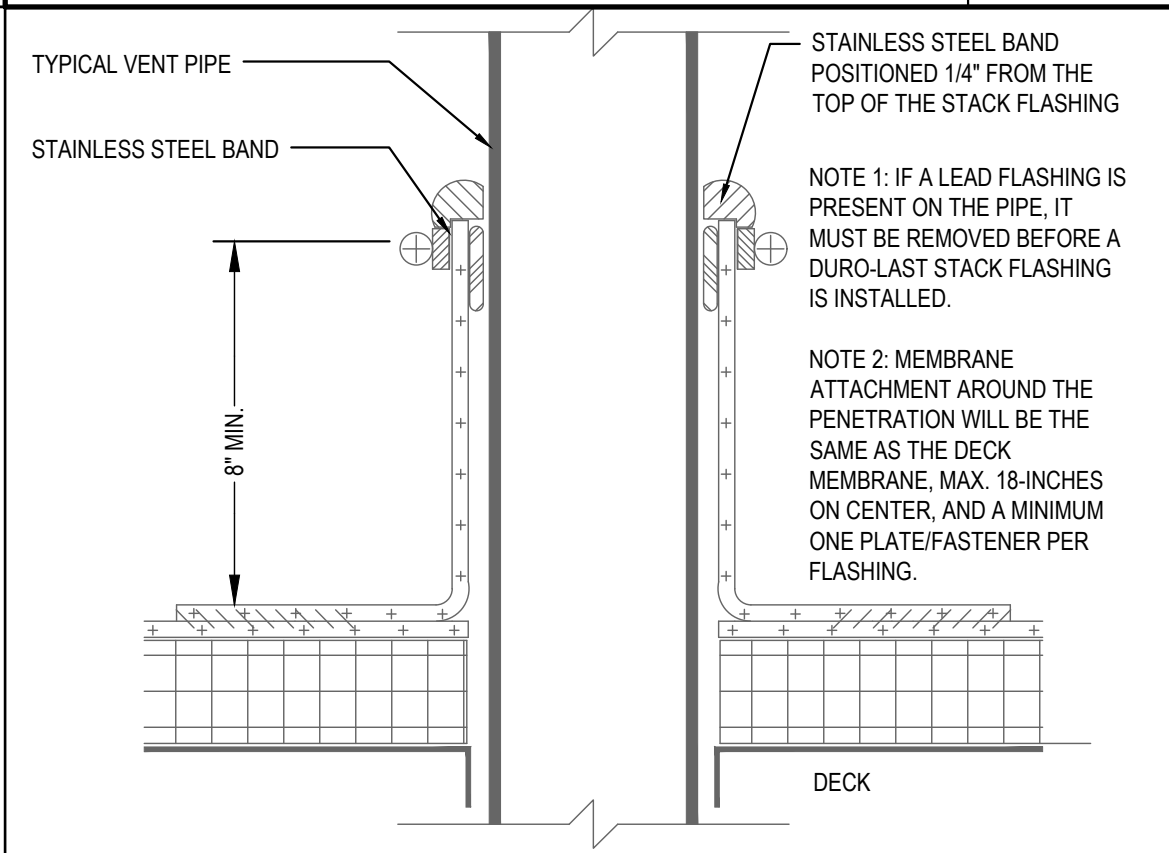 TYPICAL VENT PIPE
STAINLESS STEEL BAND
8" MIN.
STAINLESS STEEL BAND
POSITIONED 1/4" FROM THE
TOP OF THE STACK FLASHING
NOTE 1: IF A LEAD FLASHING IS
PRESENT ON THE PIPE, IT
MUST BE REMOVED BEFORE A
DURO-LAST STACK FLASHING
IS INSTALLED.
NOTE 2: MEMBRANE
ATTACHMENT AROUND THE
PENETRATION WILL BE THE
SAME AS THE DECK
MEMBRANE, MAX. 18-INCHES
ON CENTER, AND A MINIMUM
ONE PLATE/FASTENER PER
FLASHING.
DECK